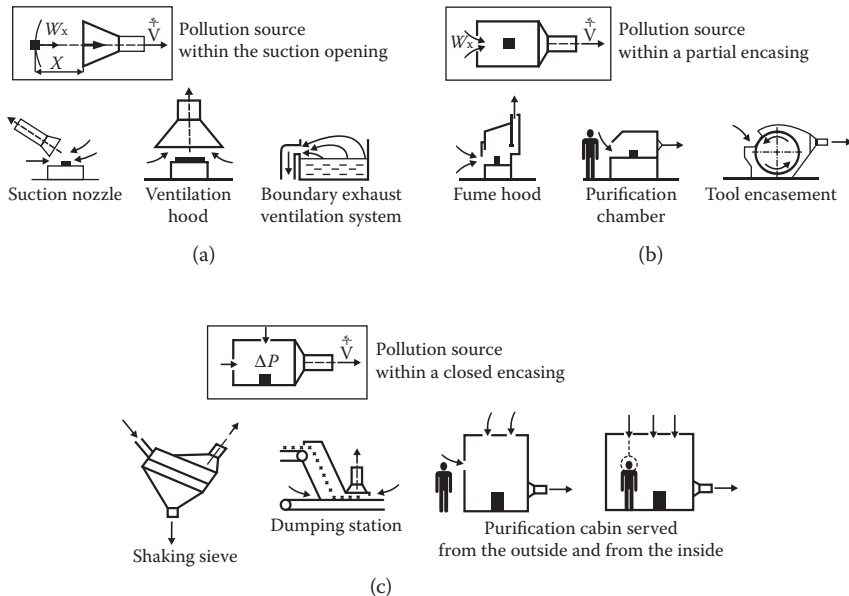 Wx
X
V
Pollution source
within the suction opening
Suction nozzle
Ventilation
hood
Boundary exhaust
ventilation system
(a)
Wx
V
Pollution source
within a partial encasing
Fume hood
Purification
chamber
Tool encasement
(b)
ΔP
V
Pollution source
within a closed encasing
Shaking sieve
Dumping station
Purification cabin served
from the outside and from the inside
(c)